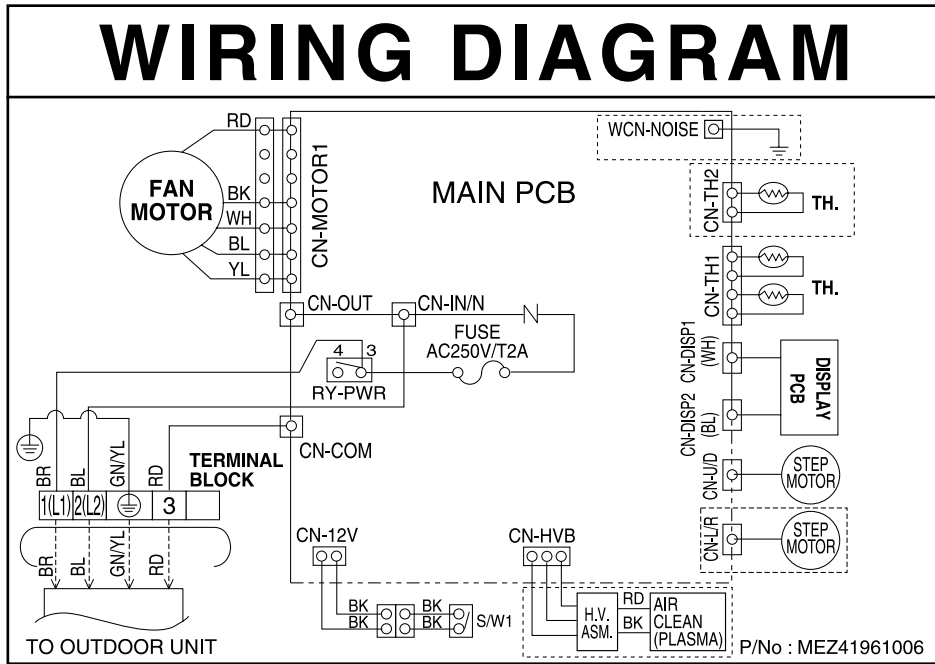 WIRING DIAGRAM
RD
BK
WH
BL
YL
FAN
MOTOR
CN-MOTOR1
MAIN PCB
WCN-NOISE
CN-TH2
TH.
CN-TH1
TH.
CN-OUT
CN-IN/N
N
FUSE
AC250V/T2A
4 3
RY-PWR
CN-DISP1
(WH)
CN-DISP2
(BL)
DISPLAY
PCB
CN-COM
CN-U/D
STEP
MOTOR
CN-L/R
STEP
MOTOR
BR
BL
GN/YL
RD
TERMINAL
BLOCK
1(L1) 2(L2) 3
BR
BL
GN/YL
RD
TO OUTDOOR UNIT
CN-12V
BK BK
BK BK
S/W1
CN-HVB
H.V.
ASM.
RD
BK
AIR
CLEAN
(PLASMA)
P/No : MEZ41961006